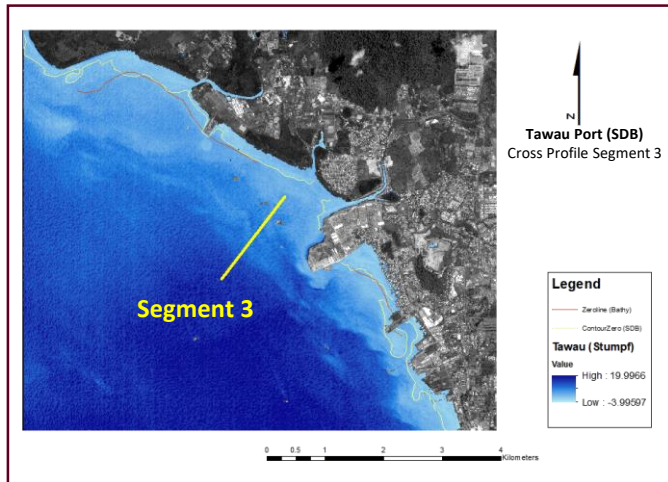 Z
Tawau Port (SDB)
Cross Profile Segment 3
Segment 3
Legend
Zeroline (Bathy)
ContourZero (SDB)
Tawau (Stumpf)
Value
High : 19.9966
Low : -3.99597
0 0.5 1 2 3 4
Kilometers